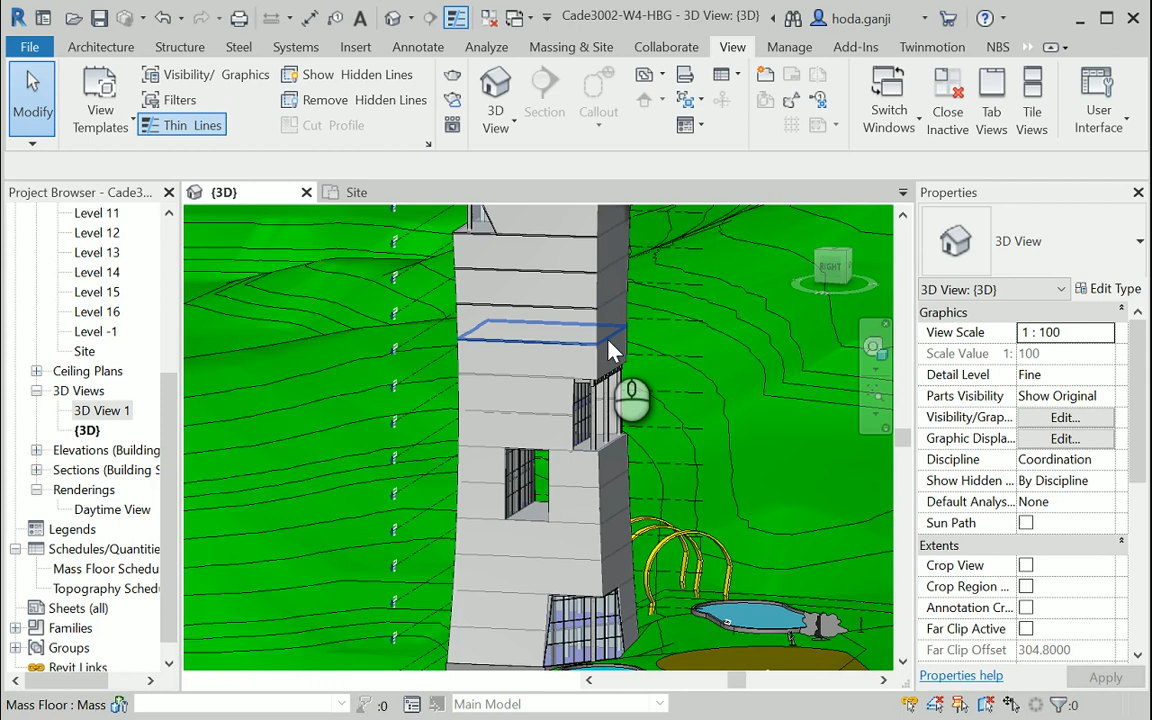 Cade3002-W4-HBG - 3D View: {3D}
hoda.ganji
File Architecture Structure Steel Systems Insert Annotate Analyze Massing & Site Collaborate View Manage Add-Ins Twinmotion NBS
Modify
View Templates
Visibility/ Graphics
Filters
Thin Lines
Show Hidden Lines
Remove Hidden Lines
Cut Profile
3D View
Section
Callout
Switch Windows
Close Inactive
Tab Views
Tile Views
User Interface
Project Browser - Cade3...
{3D}
Site
Properties
Level 11
Level 12
Level 13
Level 14
Level 15
Level 16
Level -1
Site
Ceiling Plans
3D Views
3D View 1
{3D}
Elevations (Building
Sections (Building S
Renderings
Daytime View
Legends
Schedules/Quantitie
Mass Floor Schedu
Topography Sched
Sheets (all)
Families
Groups
Revit Links
RIGHT
3D View
3D View: {3D}
Edit Type
Graphics
View Scale 1 : 100
Scale Value 1: 100
Detail Level Fine
Parts Visibility Show Original
Visibility/Grap... Edit...
Graphic Displa... Edit...
Discipline Coordination
Show Hidden ... By Discipline
Default Analys... None
Sun Path
Extents
Crop View
Crop Region ...
Annotation Cr...
Far Clip Active
Far Clip Offset 304.8000
Properties help
Apply
Mass Floor : Mass
:0
Main Model
:0